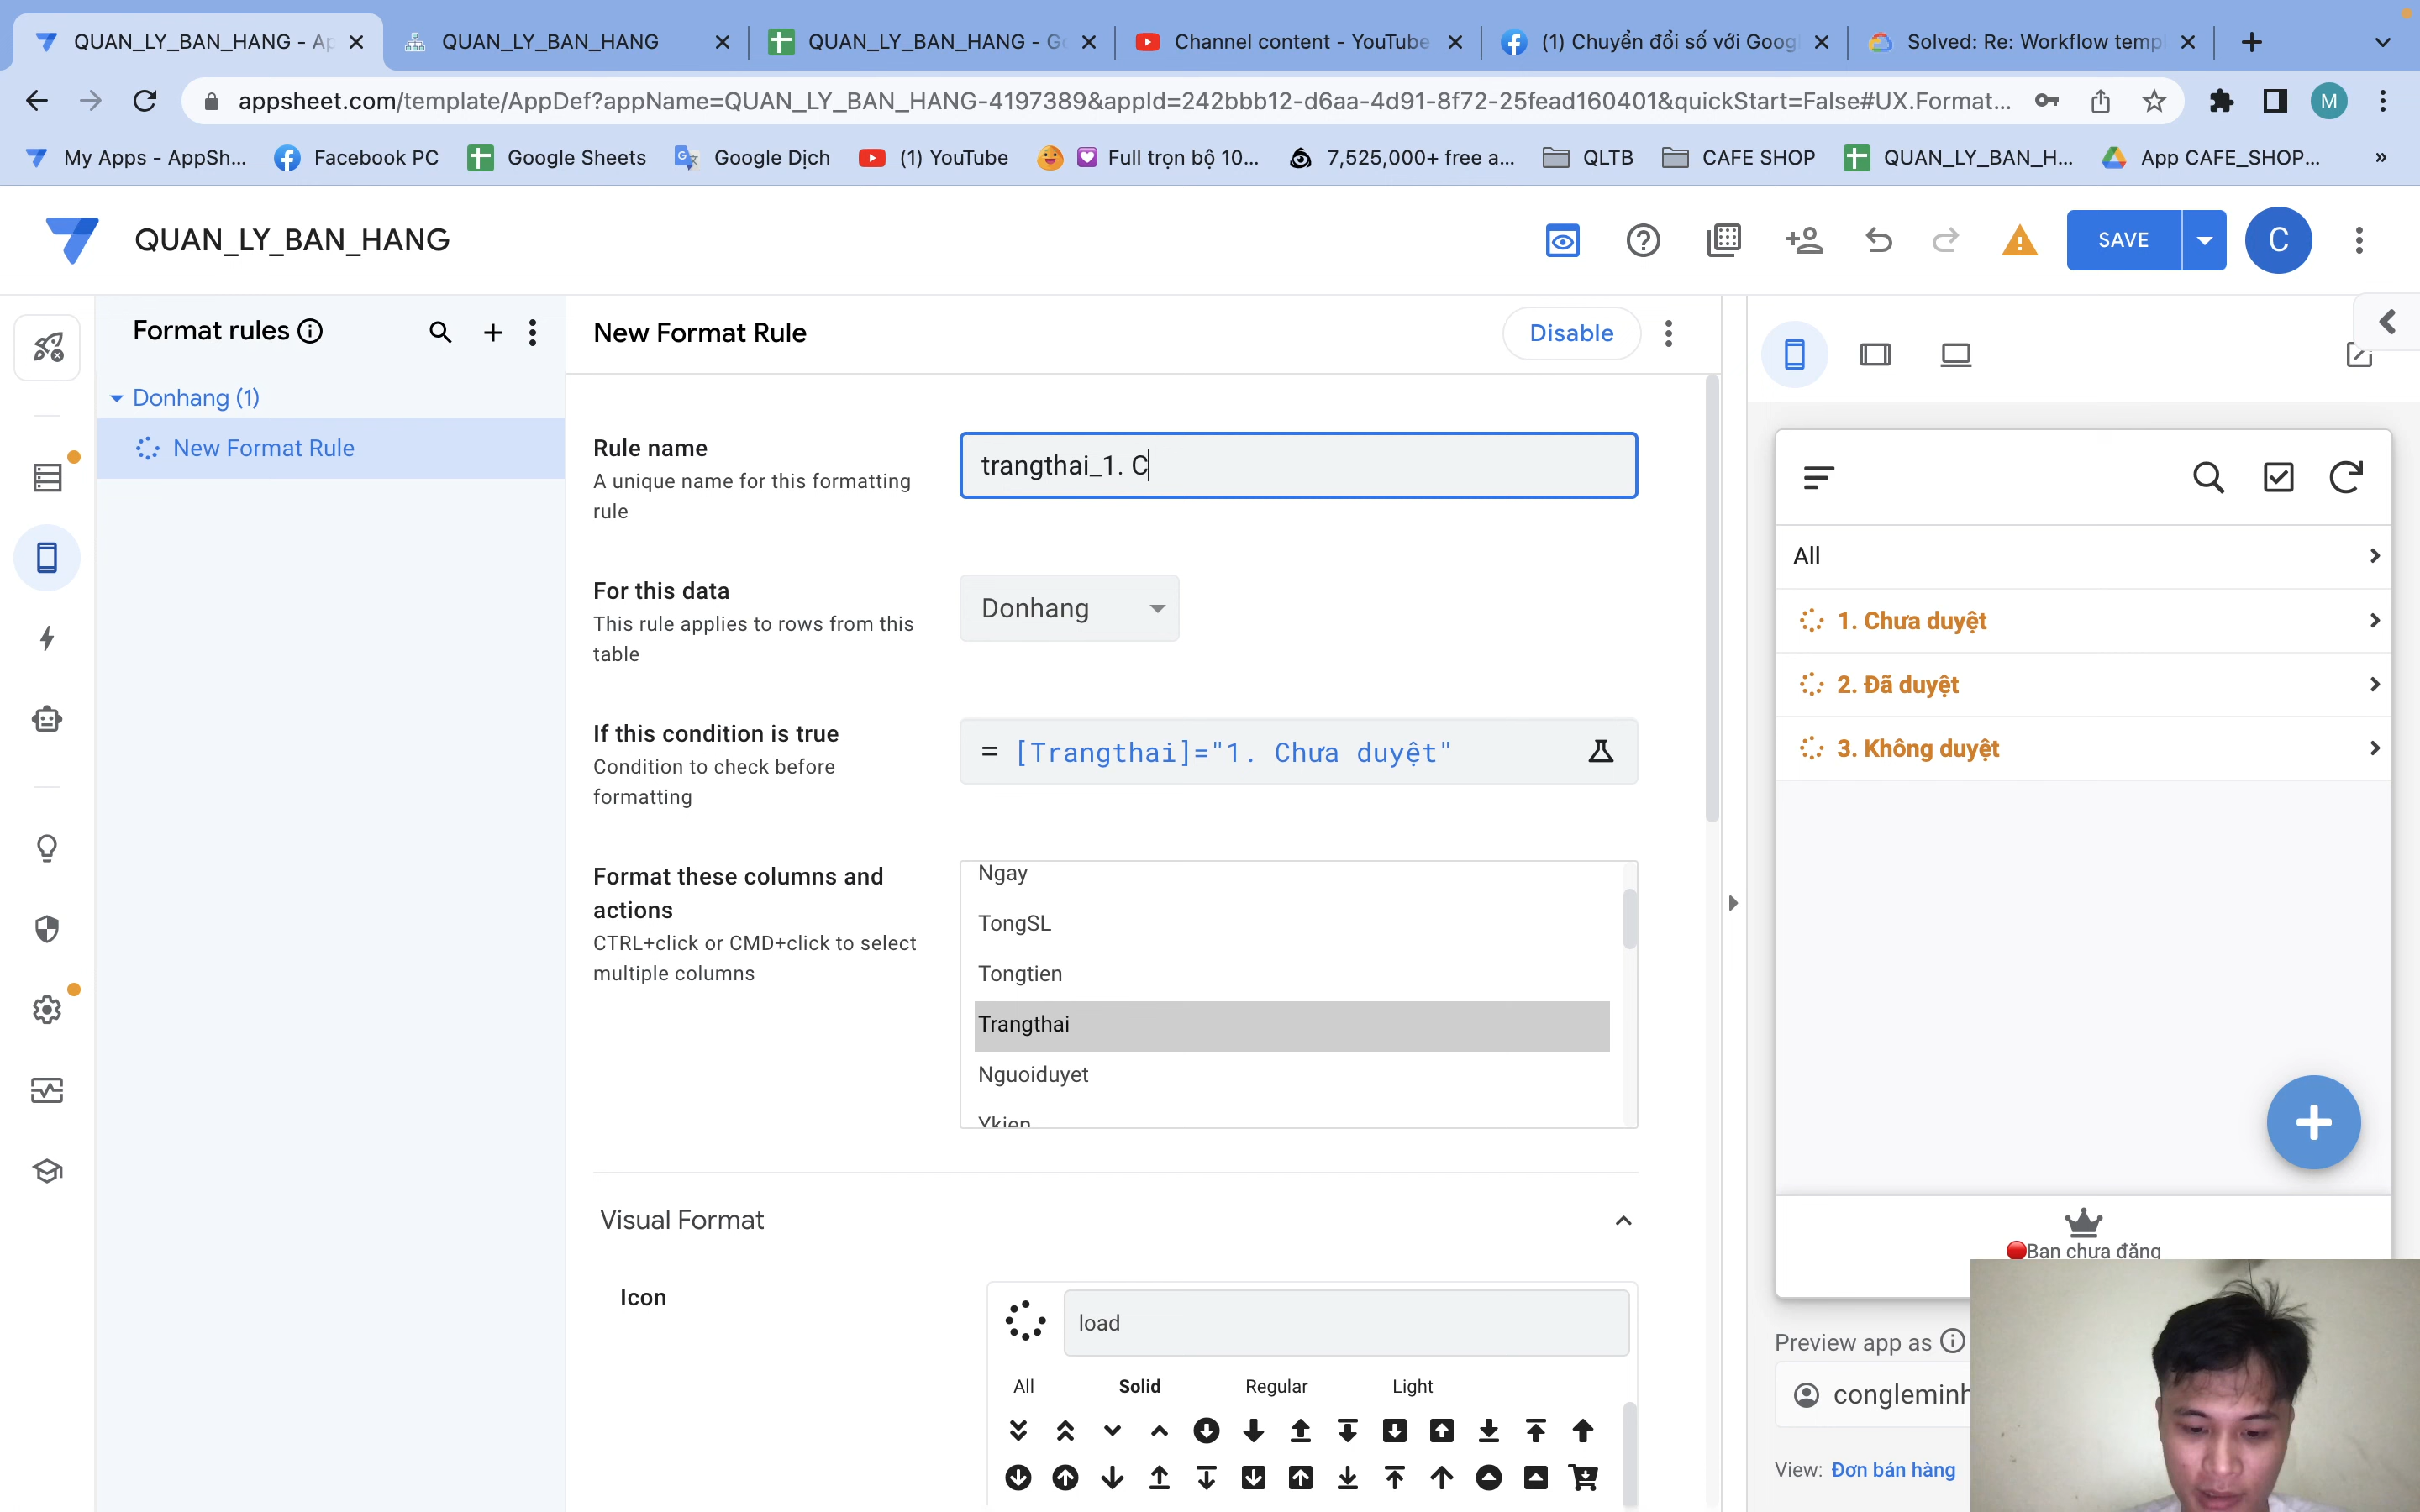 QUAN_LY_BAN_HANG - Ap
QUAN_LY_BAN_HANG
QUAN_LY_BAN_HANG - Go
Channel content - YouTube
(1) Chuyển đổi số với Googl
Solved: Re: Workflow templ
appsheet.com/template/AppDef?appName=QUAN_LY_BAN_HANG-4197389&appId=242bbb12-d6aa-4d91-8f72-25fead160401&quickStart=False#UX.Format...
M
My Apps - AppSh...
Facebook PC
Google Sheets
Google Dịch
(1) YouTube
Full trọn bộ 10...
7,525,000+ free a...
QLTB
CAFE SHOP
QUAN_LY_BAN_H...
App CAFE_SHOP...
»
QUAN_LY_BAN_HANG
SAVE
C
Format rules
New Format Rule
Disable
Donhang (1)
New Format Rule
Rule name
A unique name for this formatting
rule
trangthai_1. C
For this data
This rule applies to rows from this
table
Donhang
If this condition is true
Condition to check before
formatting
= [Trangthai]="1. Chưa duyệt"
Format these columns and
actions
CTRL+click or CMD+click to select
multiple columns
Ngay
TongSL
Tongtien
Trangthai
Nguoiduyet
Ykien
Visual Format
Icon
load
All
Solid
Regular
Light
All
1. Chưa duyệt
2. Đã duyệt
3. Không duyệt
Bạn chưa đăng
Preview app as
congleminh
View: Đơn bán hàng